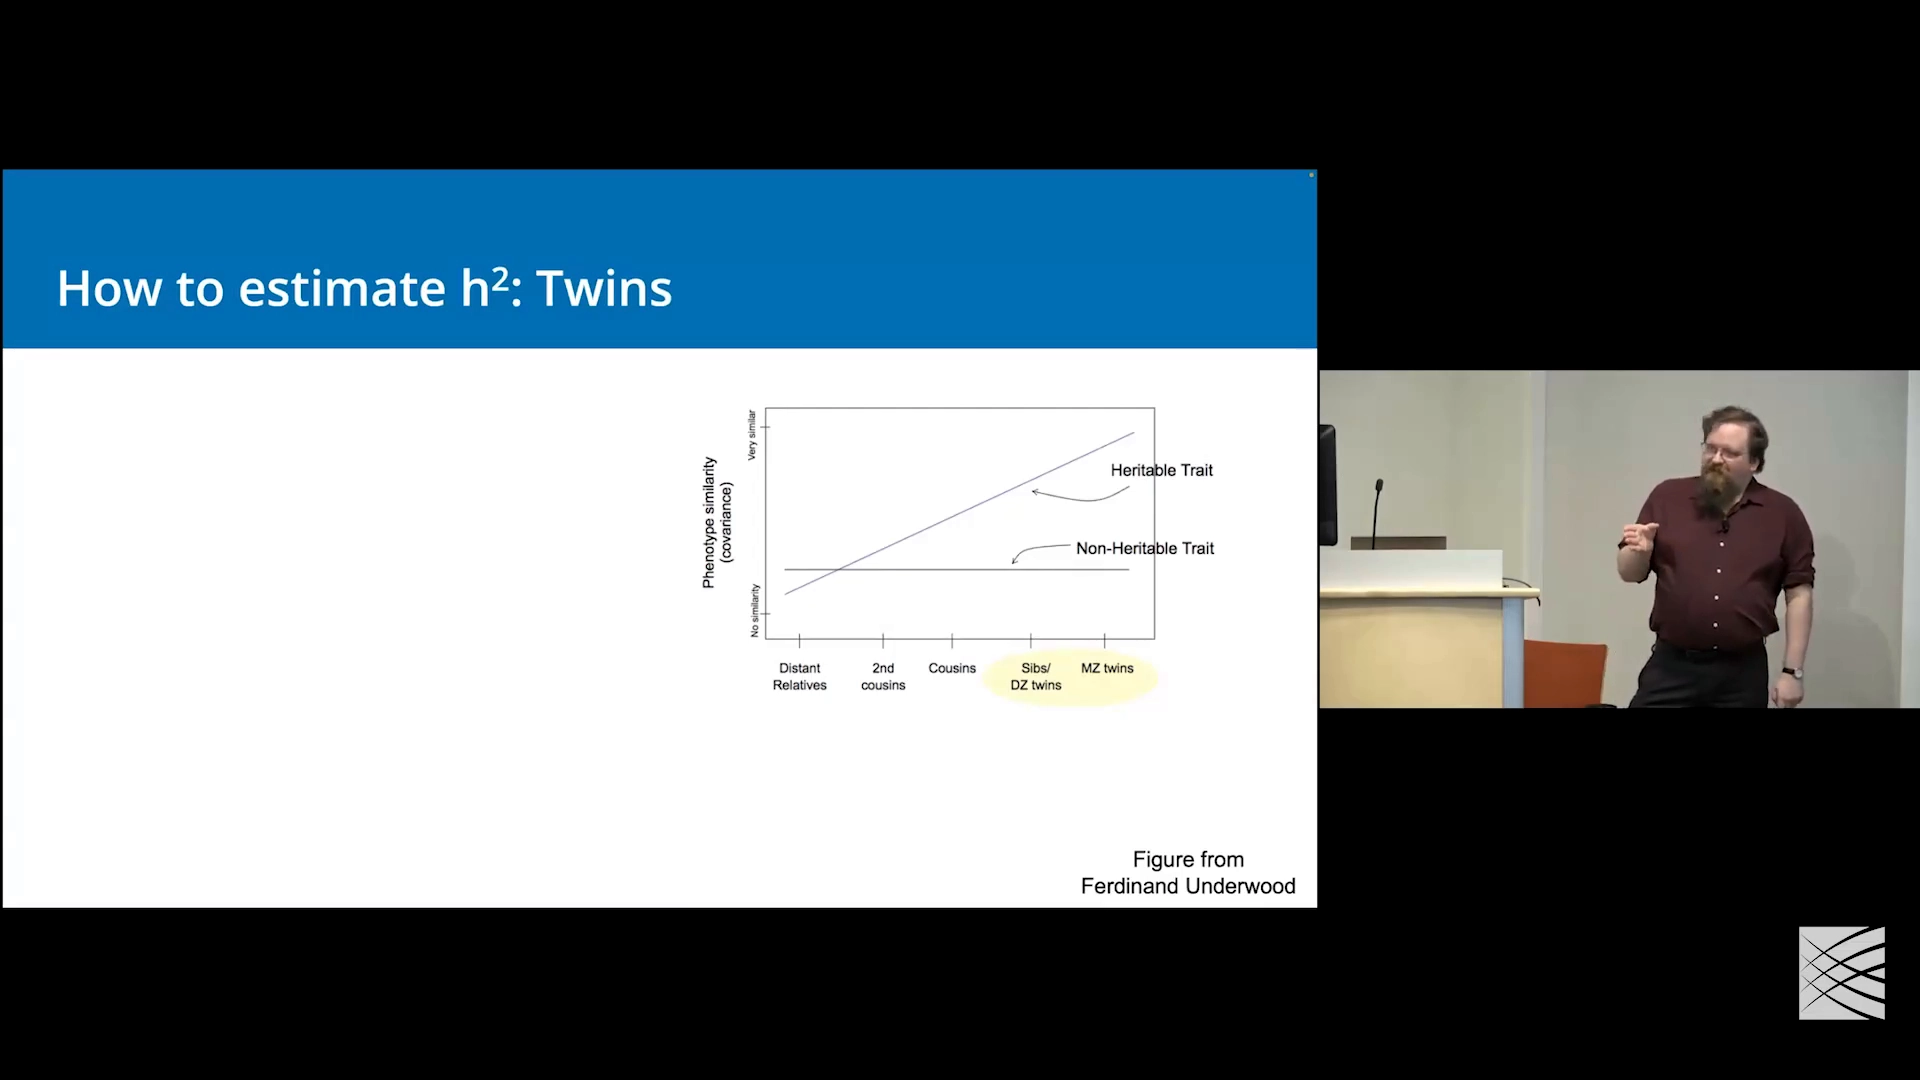 How to estimate h²: Twins
Very similar
Phenotype similarity
(covariance)
No similarity
Heritable Trait
Non-Heritable Trait
Distant
Relatives
2nd
cousins
Cousins
Sibs/
DZ twins
MZ twins
Figure from
Ferdinand Underwood